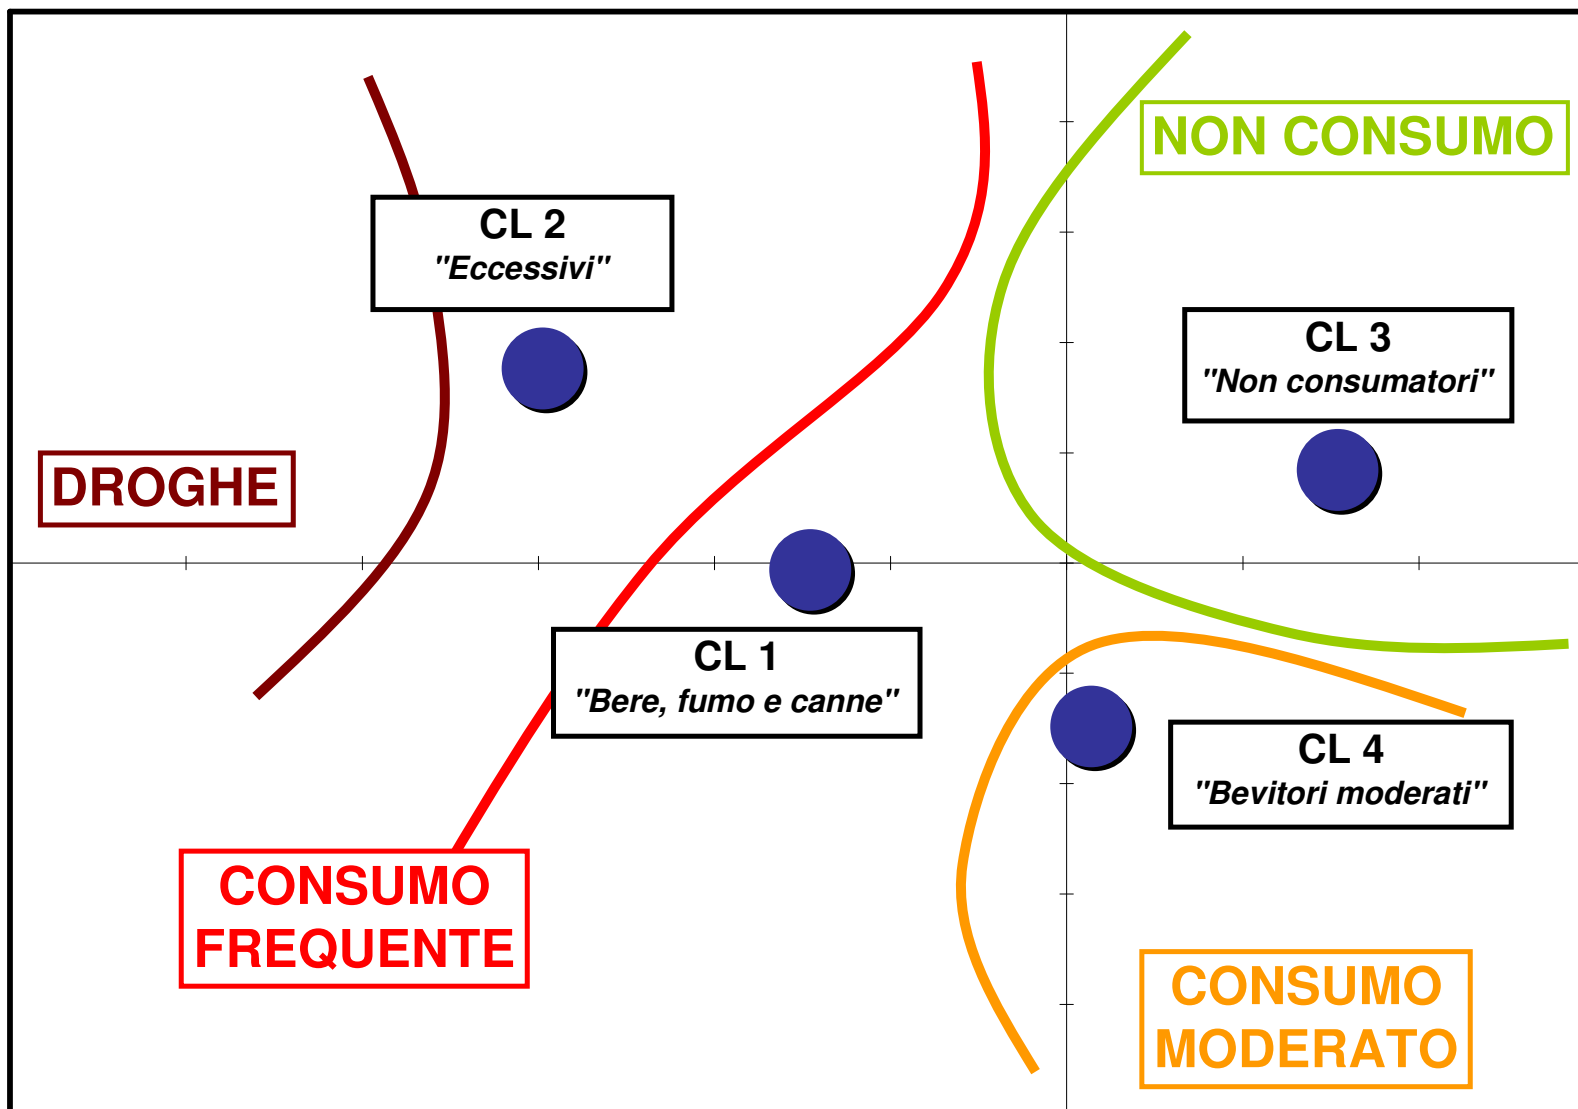 NON CONSUMO
CL 2
"Eccessivi"
CL 3
"Non consumatori"
DROGHE
CL 1
"Bere, fumo e canne"
CL 4
"Bevitori moderati"
CONSUMO
FREQUENTE
CONSUMO
MODERATO